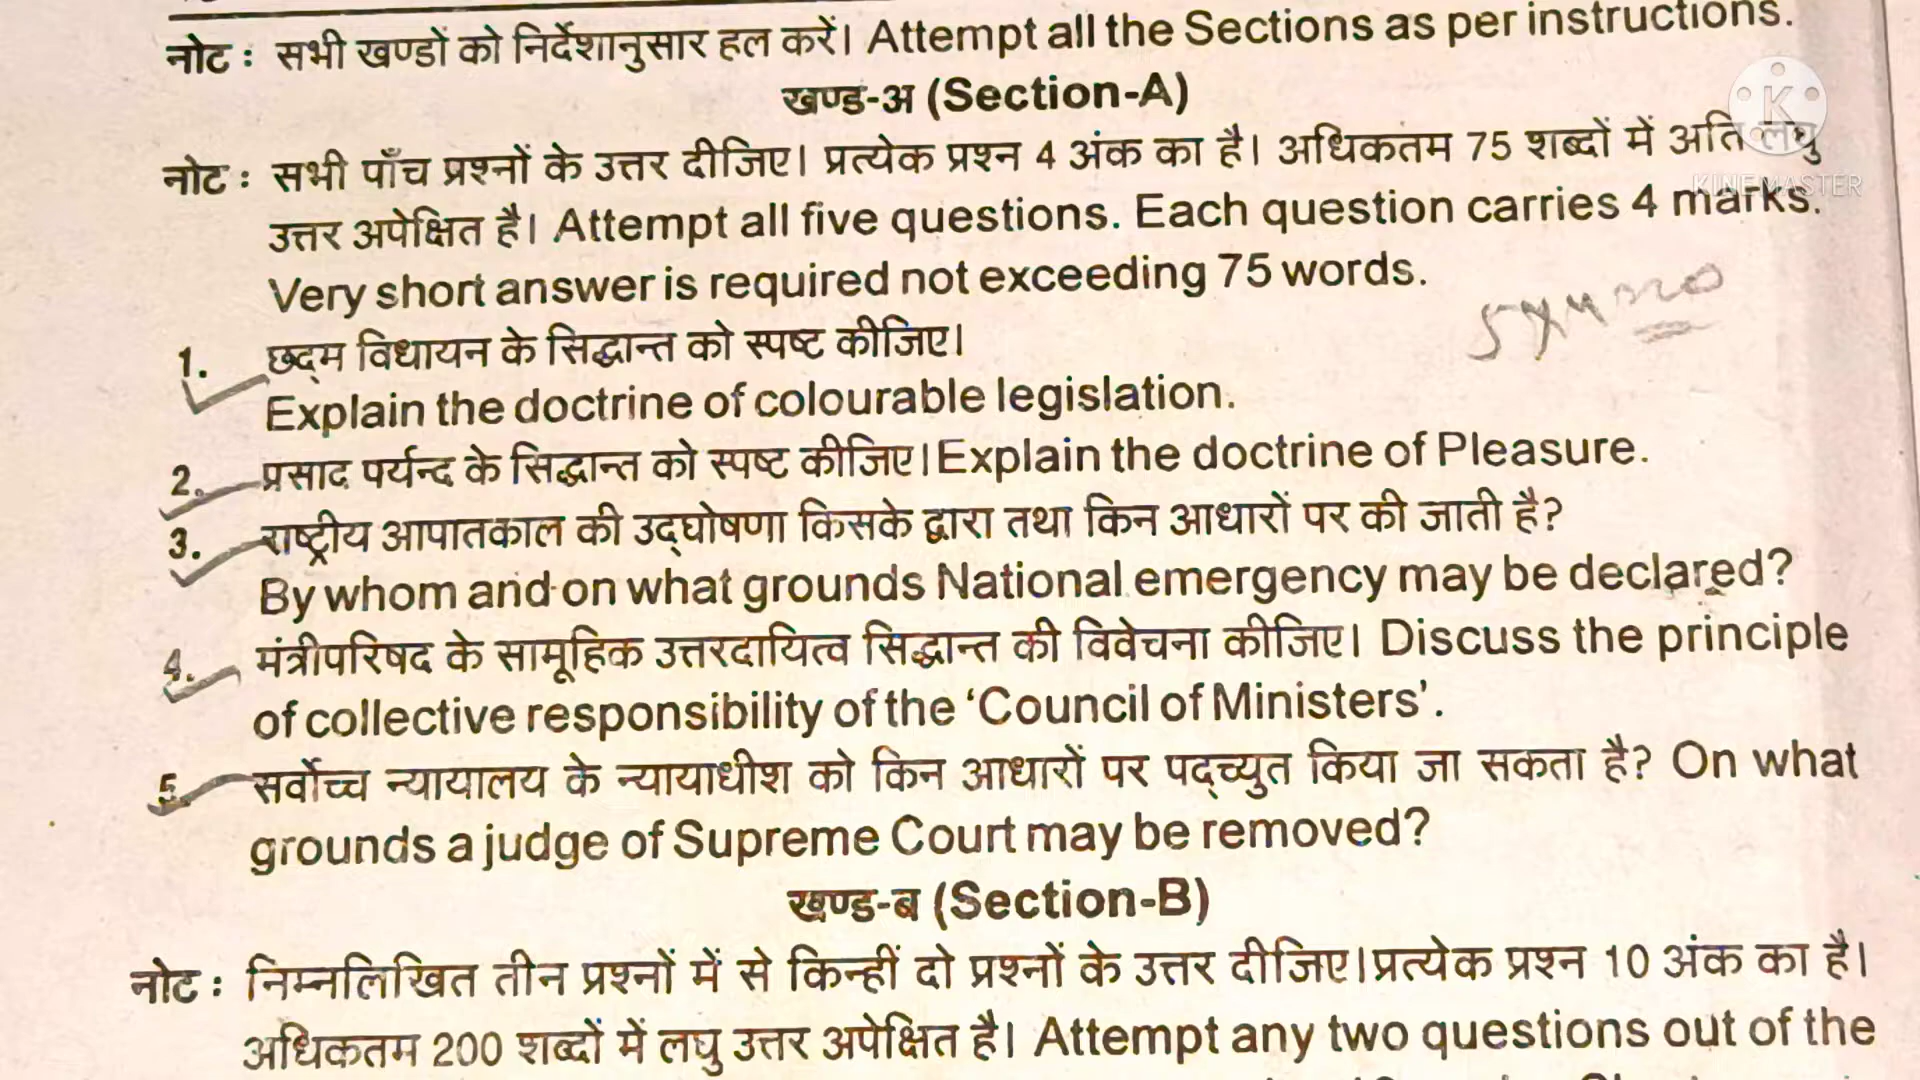 नोट : सभी खण्डों को निर्देशानुसार हल करें। Attempt all the Sections as per instructions.
खण्ड-अ (Section-A)
नोट : सभी पाँच प्रश्नों के उत्तर दीजिए। प्रत्येक प्रश्न 4 अंक का है। अधिकतम 75 शब्दों में अति लघु
उत्तर अपेक्षित है। Attempt all five questions. Each question carries 4 marks.
KINEMASTER
Very short answer is required not exceeding 75 words.
1. छद्‌म विधायन के सिद्धान्त को स्पष्ट कीजिए।
Explain the doctrine of colourable legislation.
2. प्रसाद पर्यन्द के सिद्धान्त को स्पष्ट कीजिए। Explain the doctrine of Pleasure.
3. राष्ट्रीय आपातकाल की उद्‌घोषणा किसके द्वारा तथा किन आधारों पर की जाती है?
By whom and on what grounds National emergency may be declared?
4. मंत्रीपरिषद के सामूहिक उत्तरदायित्व सिद्धान्त की विवेचना कीजिए। Discuss the principle
of collective responsibility of the ‘Council of Ministers’.
5. सर्वोच्च न्यायालय के न्यायाधीश को किन आधारों पर पद्‌च्युत किया जा सकता है? On what
grounds a judge of Supreme Court may be removed?
खण्ड-ब (Section-B)
नोट : निम्नलिखित तीन प्रश्नों में से किन्हीं दो प्रश्नों के उत्तर दीजिए। प्रत्येक प्रश्न 10 अंक का है।
अधिकतम 200 शब्दों में लघु उत्तर अपेक्षित है। Attempt any two questions out of the